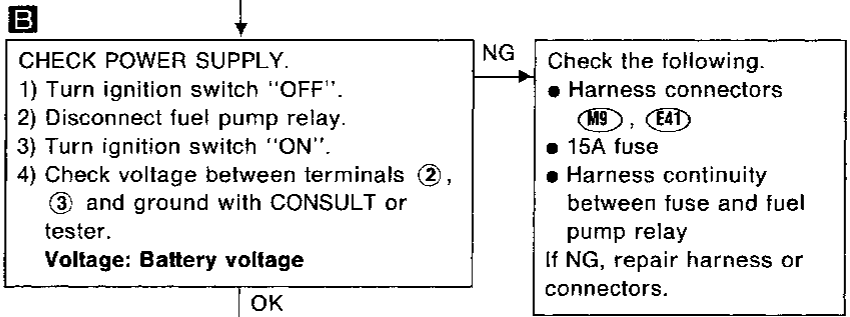 B
CHECK POWER SUPPLY.
1) Turn ignition switch "OFF".
2) Disconnect fuel pump relay.
3) Turn ignition switch "ON".
4) Check voltage between terminals ②,
③ and ground with CONSULT or
tester.
Voltage: Battery voltage
OK
NG
Check the following.
● Harness connectors
M9 , E41
● 15A fuse
● Harness continuity
between fuse and fuel
pump relay
If NG, repair harness or
connectors.